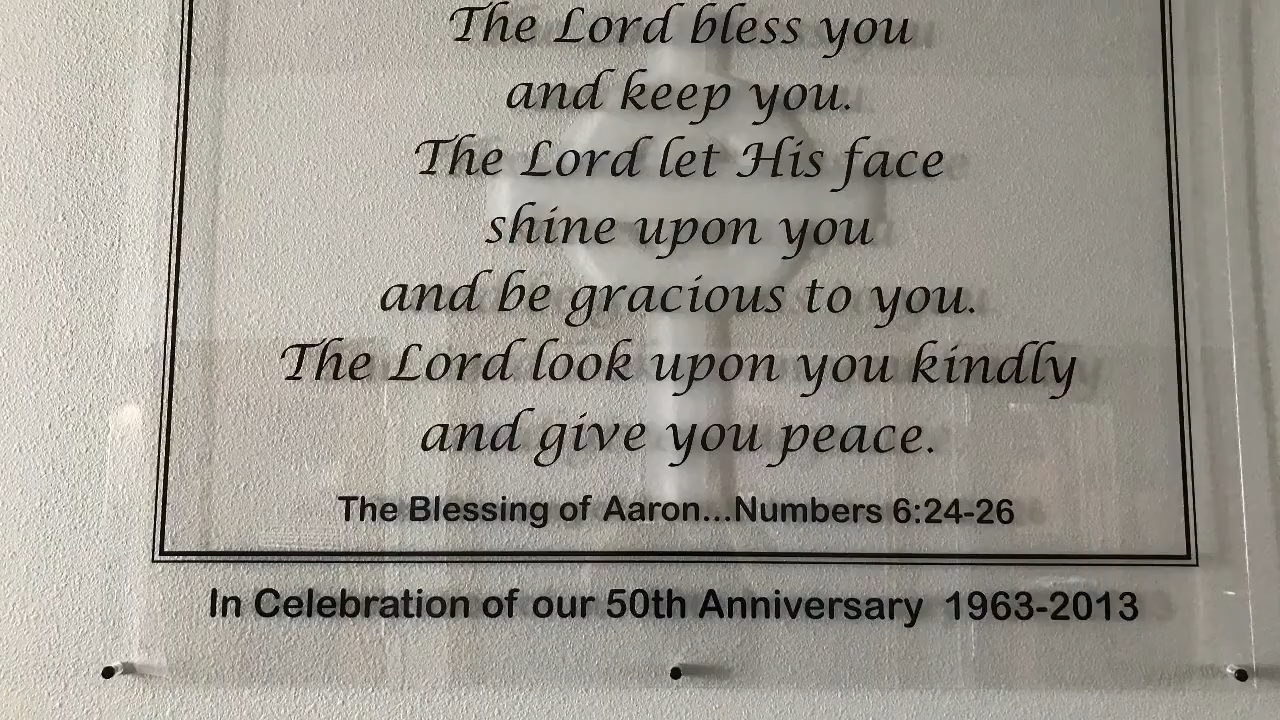 The Lord bless you
and keep you.
The Lord let His face
shine upon you
and be gracious to you.
The Lord look upon you kindly
and give you peace.
The Blessing of Aaron...Numbers 6:24-26
In Celebration of our 50th Anniversary 1963-2013